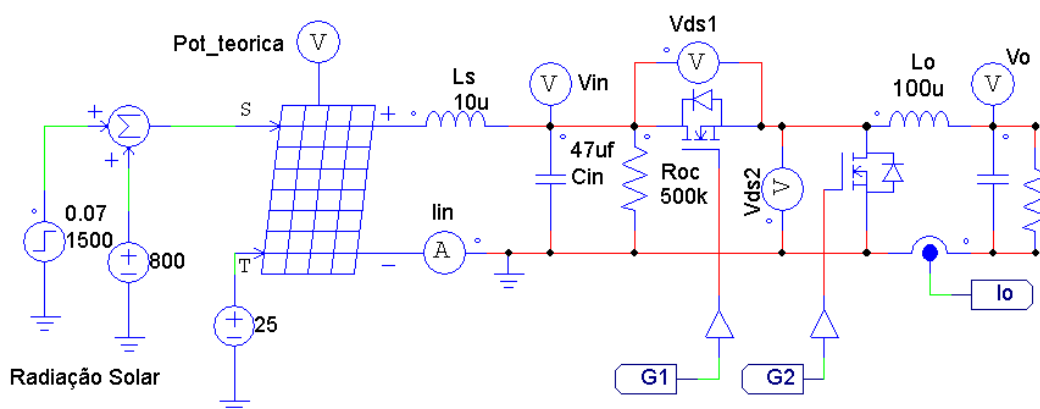 Pot_teorica
V
Vds1
V
Ls
10u
V
Vin
Lo
100u
Vo
V
S
+
+
Σ
+
47uf
Cin
Roc
500k
Vds2
V
0.07
1500
+
800
T
Iin
A
+
25
Io
Radiação Solar
G1
G2